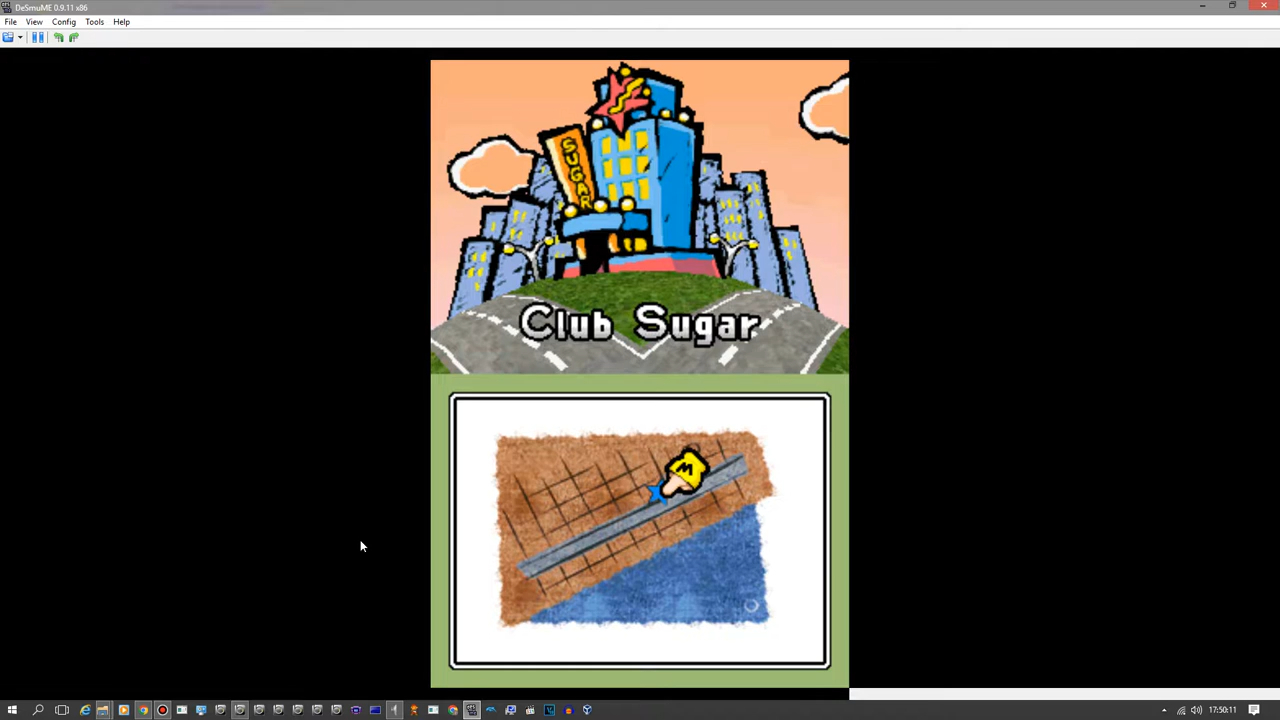 DeSmuME 0.9.11 x86
File View Config Tools Help
SUGAR
Club Sugar
M
17:50:11